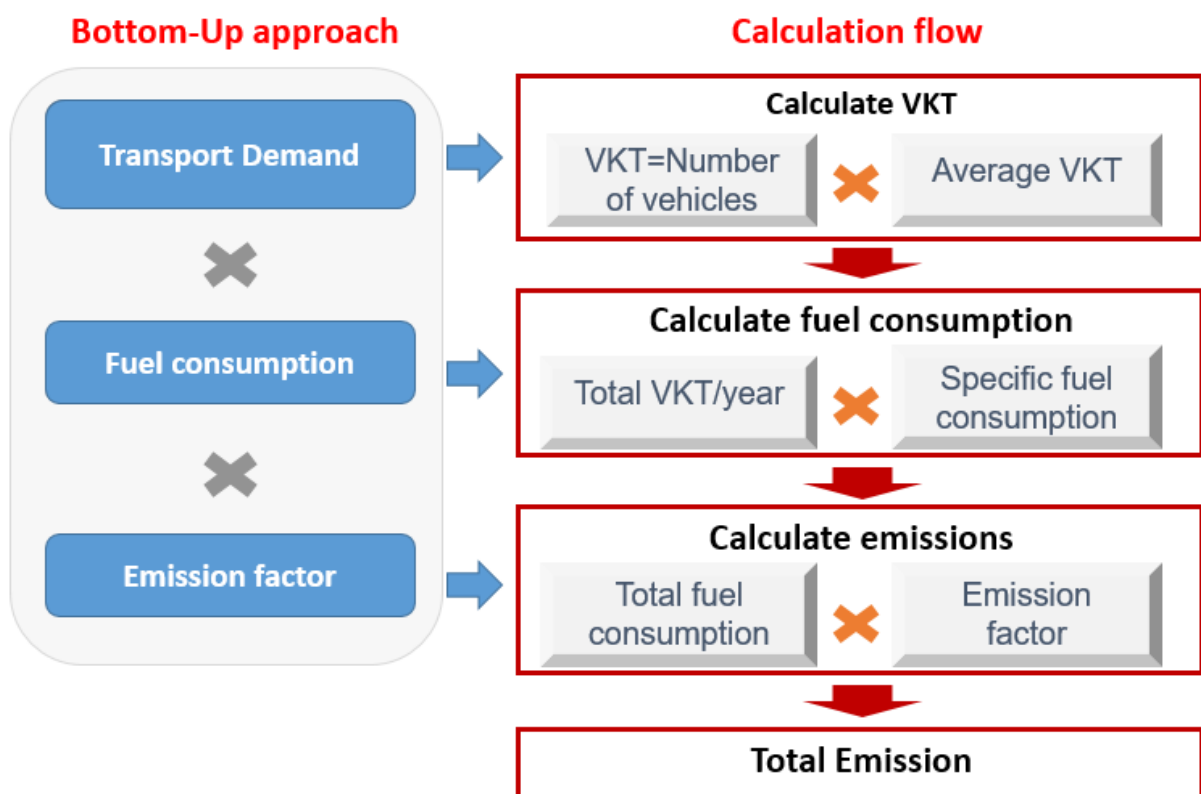 Bottom-Up approach
Calculation flow
Transport Demand
Fuel consumption
Emission factor
Calculate VKT
VKT=Number
of vehicles
Average VKT
Calculate fuel consumption
Total VKT/year
Specific fuel
consumption
Calculate emissions
Total fuel
consumption
Emission
factor
Total Emission